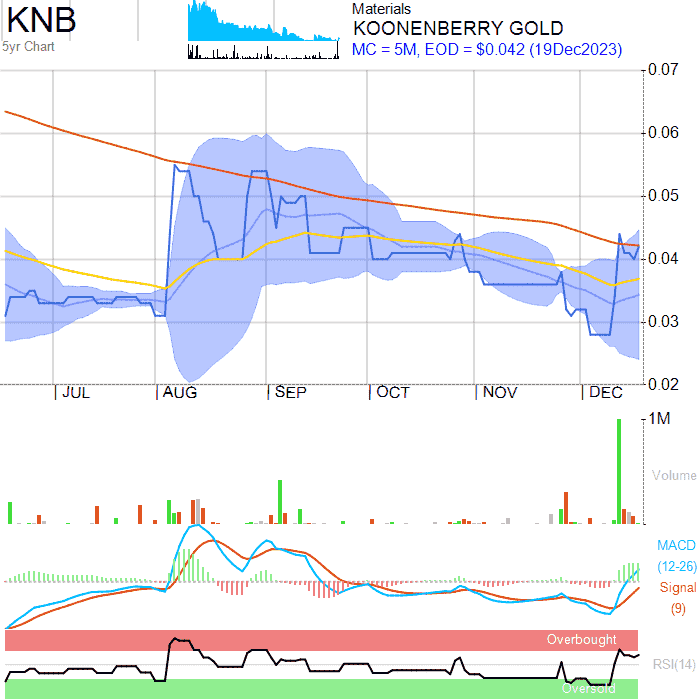 KNB
5yr Chart
Materials
KOONENBERRY GOLD
MC = 5M, EOD = $0.042 (19Dec2023)
0.07
0.06
0.05
0.04
0.03
0.02
JUL AUG SEP OCT NOV DEC
1M
Volume
MACD
(12-26)
Signal
(9)
Overbought
RSI(14)
Oversold